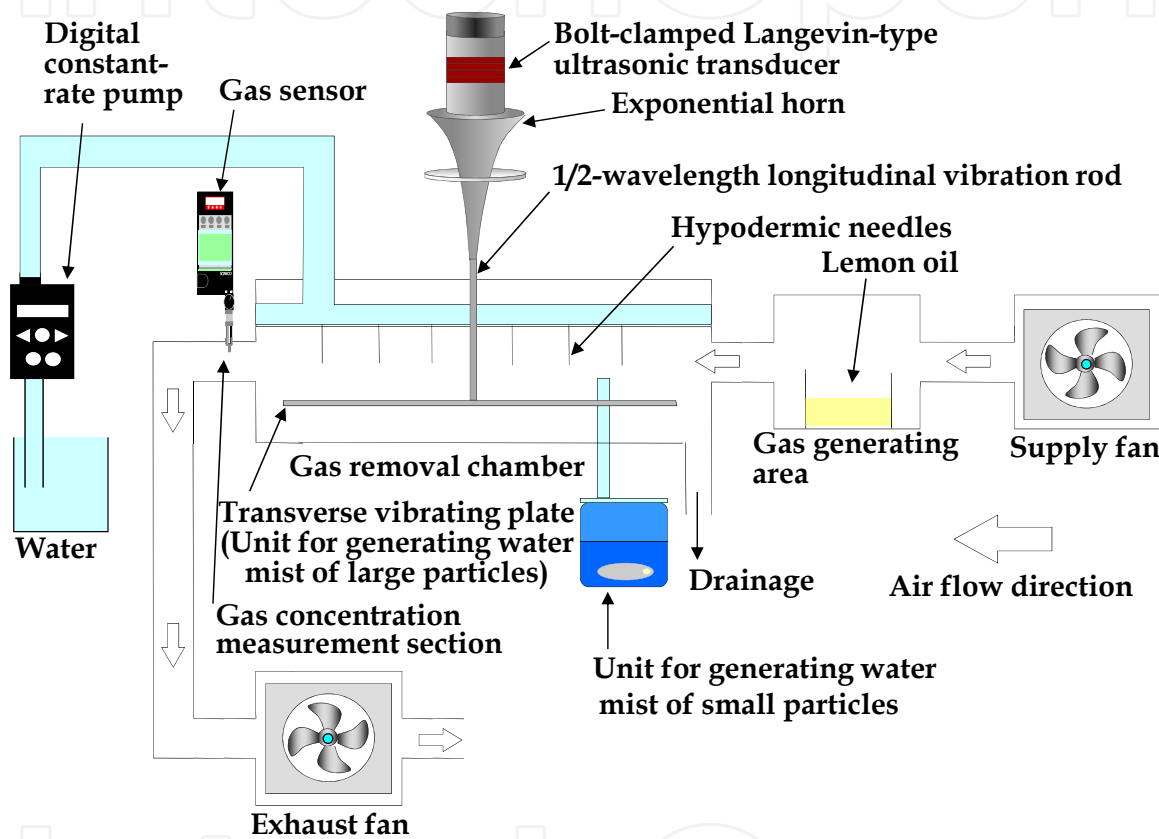 Digital
constant-
rate pump
Gas sensor
Bolt-clamped Langevin-type
ultrasonic transducer
Exponential horn
1/2-wavelength longitudinal vibration rod
Hypodermic needles
Lemon oil
Gas generating
area
Supply fan
Gas removal chamber
Transverse vibrating plate
(Unit for generating water
mist of large particles)
Water
Drainage
Air flow direction
Gas concentration
measurement section
Unit for generating water
mist of small particles
Exhaust fan